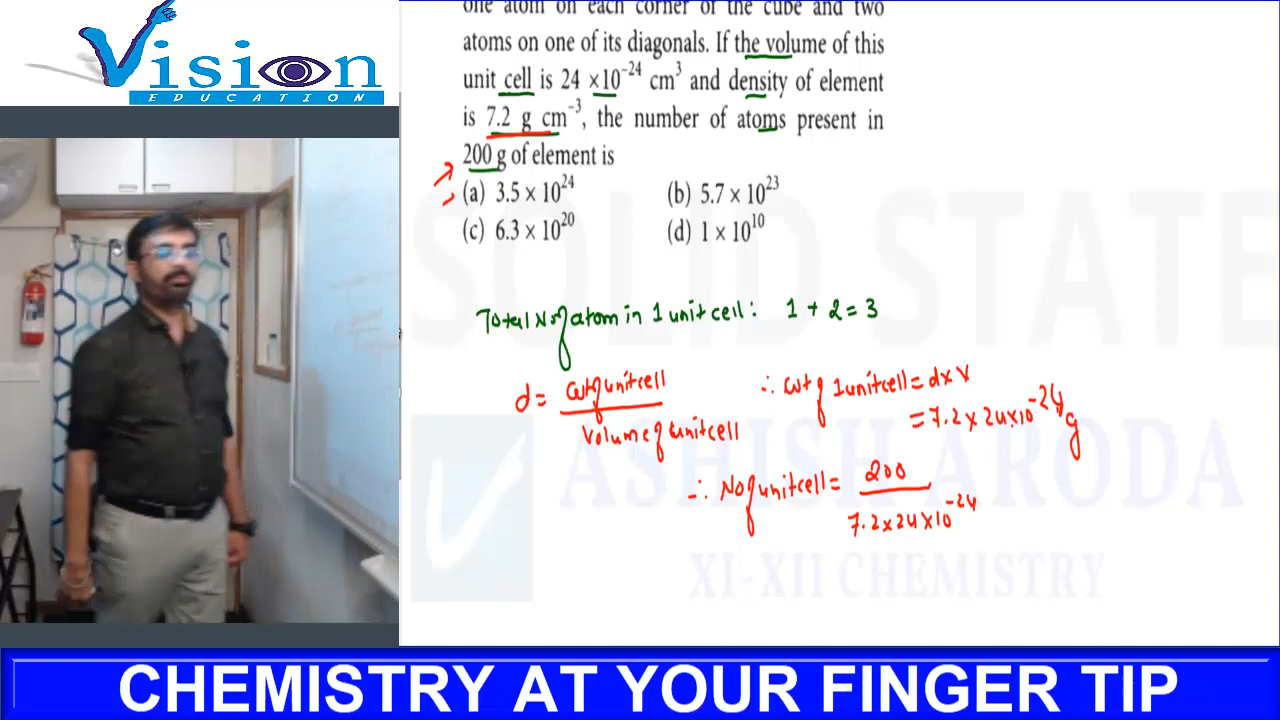 Vision
EDUCATION
one atom on each corner of the cube and two
atoms on one of its diagonals. If the volume of this
unit cell is 24 ×10⁻²⁴ cm³ and density of element
is 7.2 g cm⁻³, the number of atoms present in
200 g of element is
(a) 3.5 × 10²⁴ (b) 5.7 × 10²³
(c) 6.3 × 10²⁰ (d) 1 × 10¹⁰
SOLID STATE
Total No of atom in 1 unit cell : 1 + 2 = 3
d = wt of unit cell / Volume of unit cell
∴ wt of 1 unit cell = d x V
= 7.2 x 24 x 10⁻²⁴ g
∴ No of unit cell = 200 / 7.2 x 24 x 10⁻²⁴
ASHISH ARODA
XI-XII CHEMISTRY
CHEMISTRY AT YOUR FINGER TIP